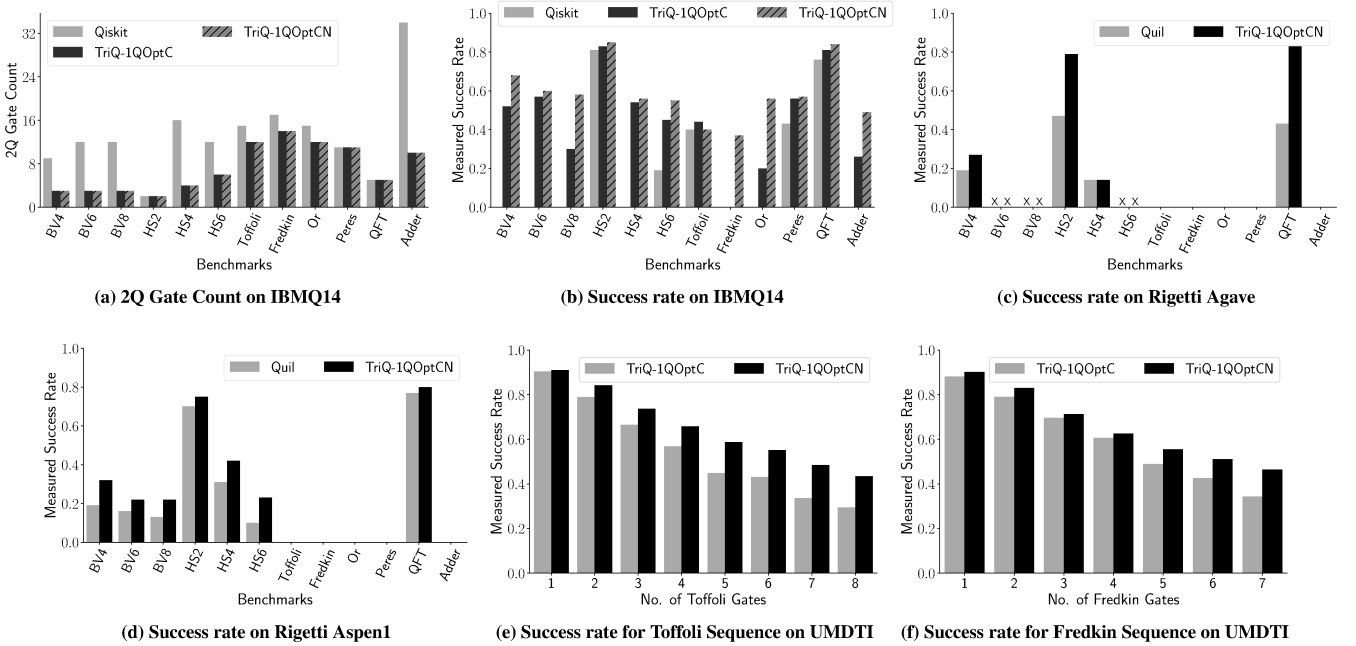 Qiskit
TriQ-1QOptC
TriQ-1QOptCN
2Q Gate Count
32
24
16
8
0
BV4
BV6
BV8
HS2
HS4
HS6
Toffoli
Fredkin
Or
Peres
QFT
Adder
Benchmarks
(a) 2Q Gate Count on IBMQ14
Qiskit
TriQ-1QOptC
TriQ-1QOptCN
Measured Success Rate
1.0
0.8
0.6
0.4
0.2
0.0
BV4
BV6
BV8
HS2
HS4
HS6
Toffoli
Fredkin
Or
Peres
QFT
Adder
Benchmarks
(b) Success rate on IBMQ14
Quil
TriQ-1QOptCN
Measured Success Rate
1.0
0.8
0.6
0.4
0.2
0.0
x x x x x x
BV4
BV6
BV8
HS2
HS4
HS6
Toffoli
Fredkin
Or
Peres
QFT
Adder
Benchmarks
(c) Success rate on Rigetti Agave
Quil
TriQ-1QOptCN
Measured Success Rate
1.0
0.8
0.6
0.4
0.2
0.0
BV4
BV6
BV8
HS2
HS4
HS6
Toffoli
Fredkin
Or
Peres
QFT
Adder
Benchmarks
(d) Success rate on Rigetti Aspen1
TriQ-1QOptC
TriQ-1QOptCN
Measured Success Rate
1.0
0.8
0.6
0.4
0.2
0.0
1 2 3 4 5 6 7 8
No. of Toffoli Gates
(e) Success rate for Toffoli Sequence on UMDTI
TriQ-1QOptC
TriQ-1QOptCN
Measured Success Rate
1.0
0.8
0.6
0.4
0.2
0.0
1 2 3 4 5 6 7
No. of Fredkin Gates
(f) Success rate for Fredkin Sequence on UMDTI